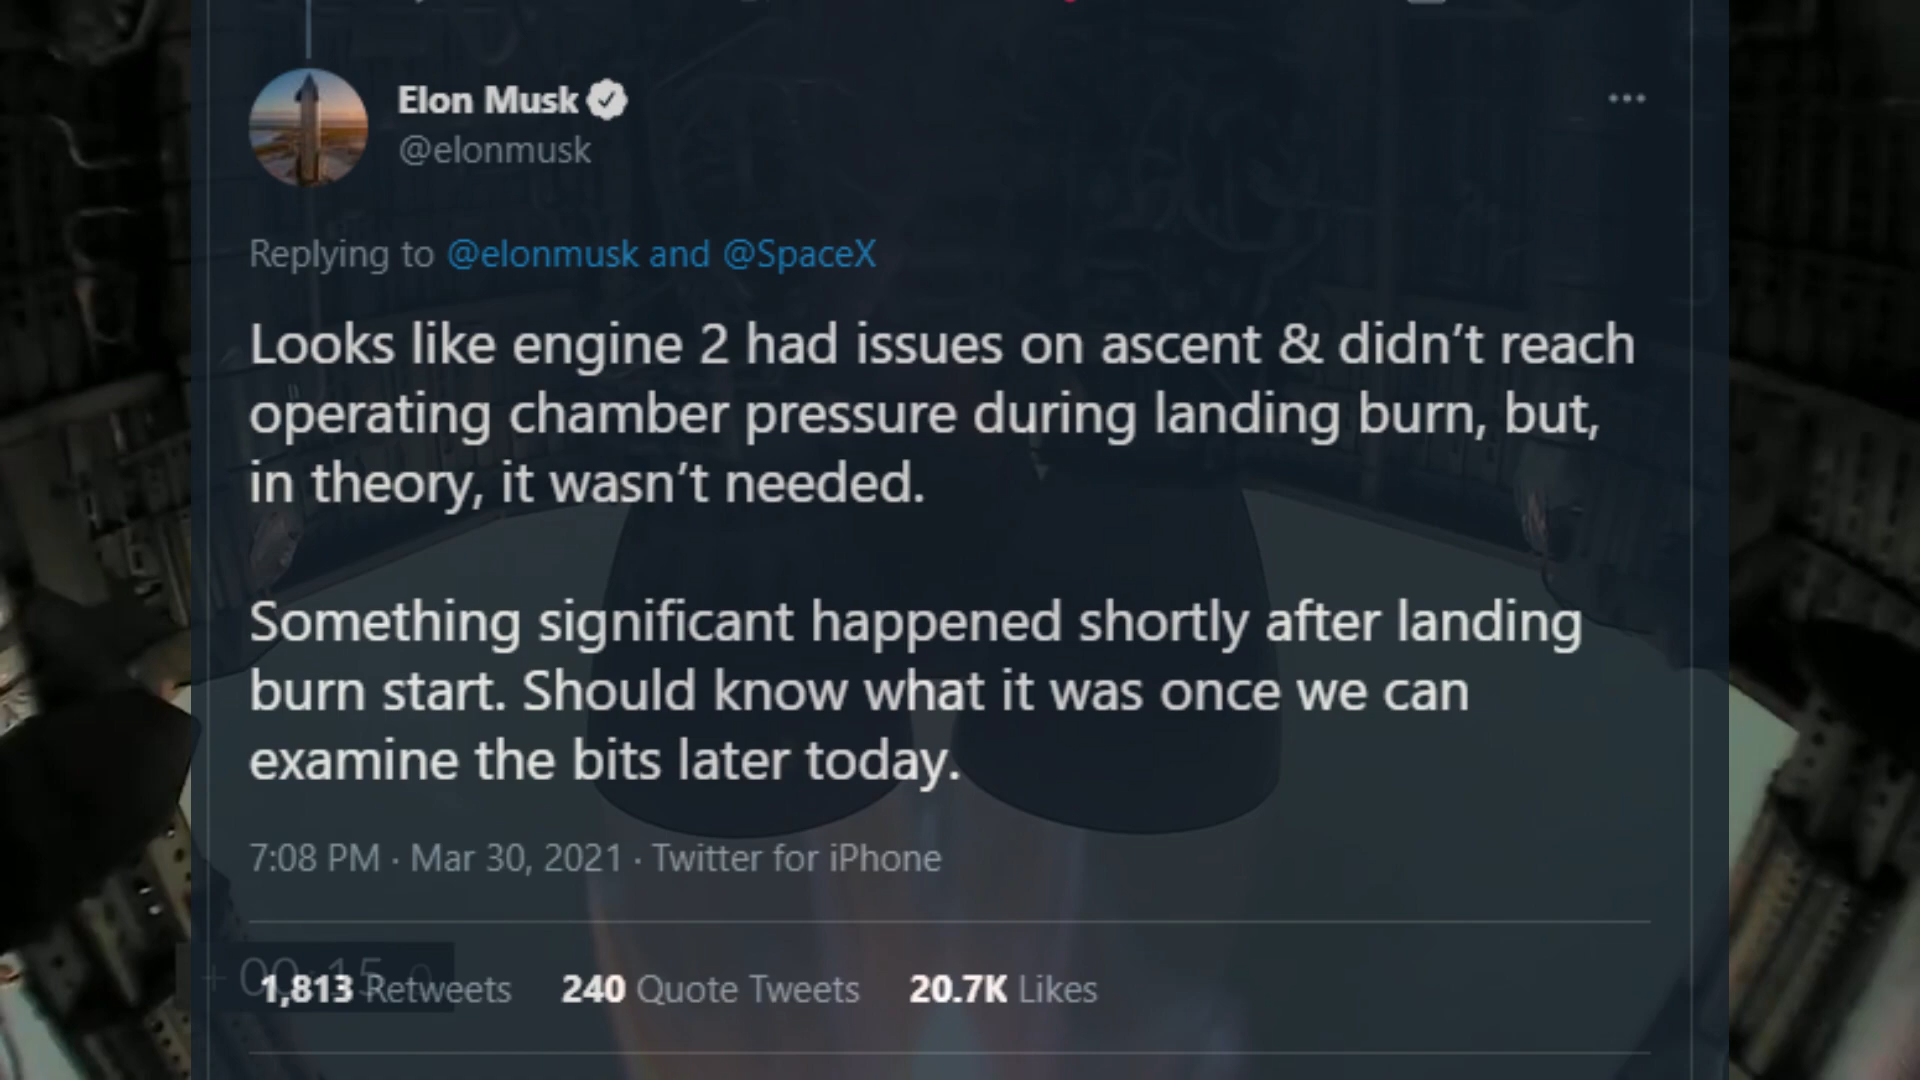 Elon Musk
@elonmusk
Replying to @elonmusk and @SpaceX
Looks like engine 2 had issues on ascent & didn’t reach
operating chamber pressure during landing burn, but,
in theory, it wasn’t needed.
Something significant happened shortly after landing
burn start. Should know what it was once we can
examine the bits later today.
7:08 PM · Mar 30, 2021 · Twitter for iPhone
1,813 Retweets 240 Quote Tweets 20.7K Likes